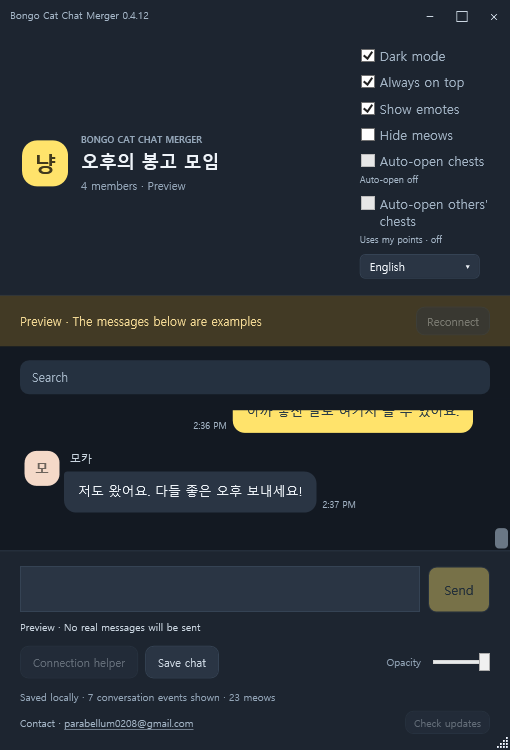 Bongo Cat Chat Merger 0.4.12
Dark mode
Always on top
Show emotes
Hide meows
Auto-open chests
Auto-open off
Auto-open others'
chests
Uses my points · off
English
냥
BONGO CAT CHAT MERGER
오후의 봉고 모임
4 members · Preview
Preview · The messages below are examples
Reconnect
Search
2:36 PM
모
모카
저도 왔어요. 다들 좋은 오후 보내세요!
2:37 PM
Send
Preview · No real messages will be sent
Connection helper
Save chat
Opacity
Saved locally · 7 conversation events shown · 23 meows
Contact · parabellum0208@gmail.com
Check updates